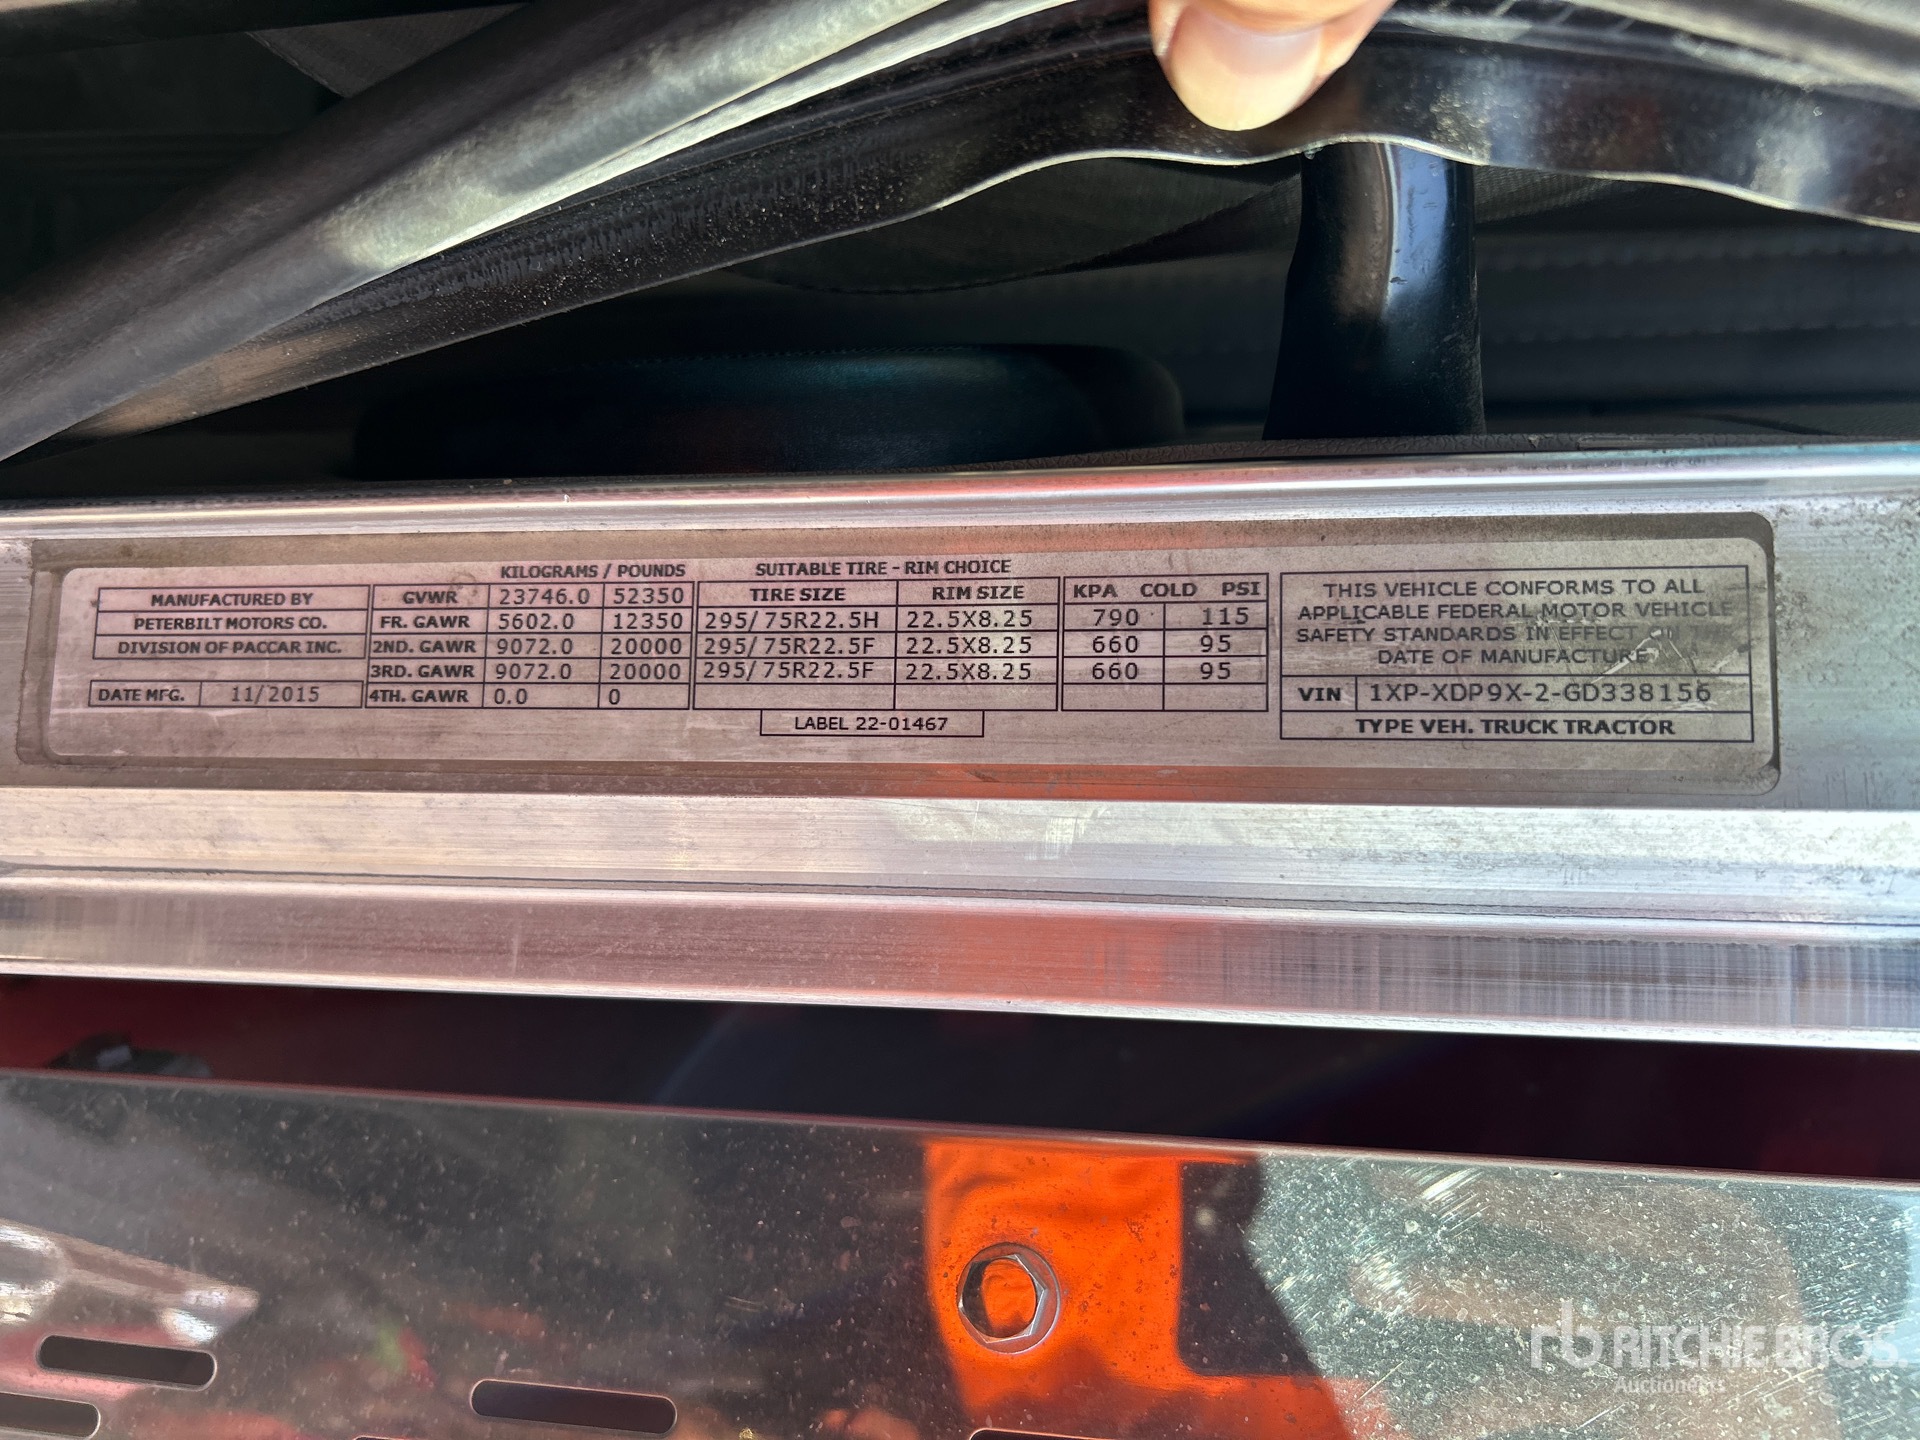 KILOGRAMS / POUNDS SUITABLE TIRE - RIM CHOICE
MANUFACTURED BY GVWR 23746.0 52350 TIRE SIZE RIM SIZE KPA COLD PSI
PETERBILT MOTORS CO. FR. GAWR 5602.0 12350 295/75R22.5H 22.5X8.25 790 115
DIVISION OF PACCAR INC. 2ND. GAWR 9072.0 20000 295/75R22.5F 22.5X8.25 660 95
3RD. GAWR 9072.0 20000 295/75R22.5F 22.5X8.25 660 95
DATE MFG. 11/2015 4TH. GAWR 0.0 0
LABEL 22-01467
THIS VEHICLE CONFORMS TO ALL
APPLICABLE FEDERAL MOTOR VEHICLE
SAFETY STANDARDS IN EFFECT ON
DATE OF MANUFACTURE
VIN 1XP-XDP9X-2-GD338156
TYPE VEH. TRUCK TRACTOR
rb RITCHIE BROS.
Auctioneers